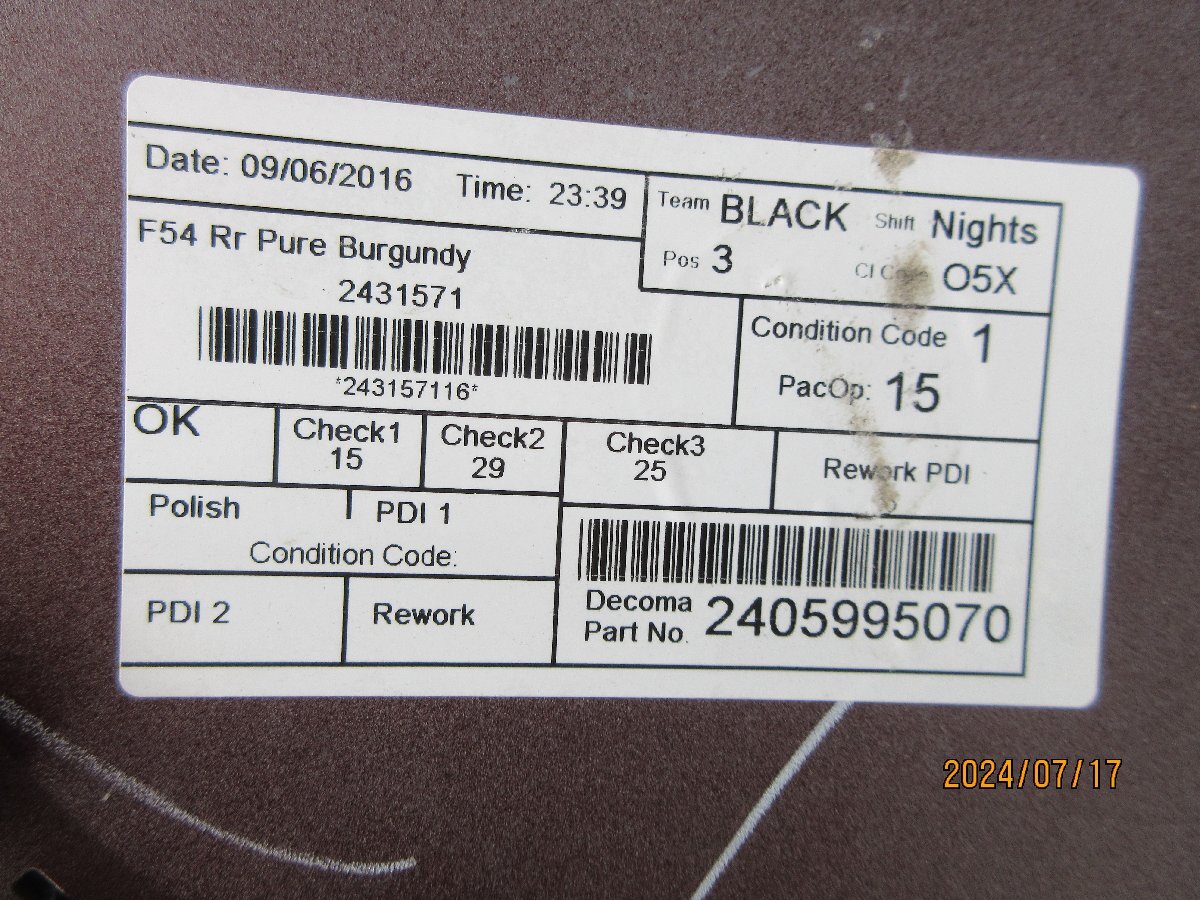 Date: 09/06/2016 Time: 23:39
Team BLACK Shift Nights
Pos 3 CI Code O5X
F54 Rr Pure Burgundy
2431571
*243157116*
Condition Code 1
PacOp: 15
OK
Check1
15
Check2
29
Check3
25
Rework PDI
Polish
PDI 1
Condition Code:
PDI 2
Rework
Decoma
Part No.
2405995070
2024/07/17